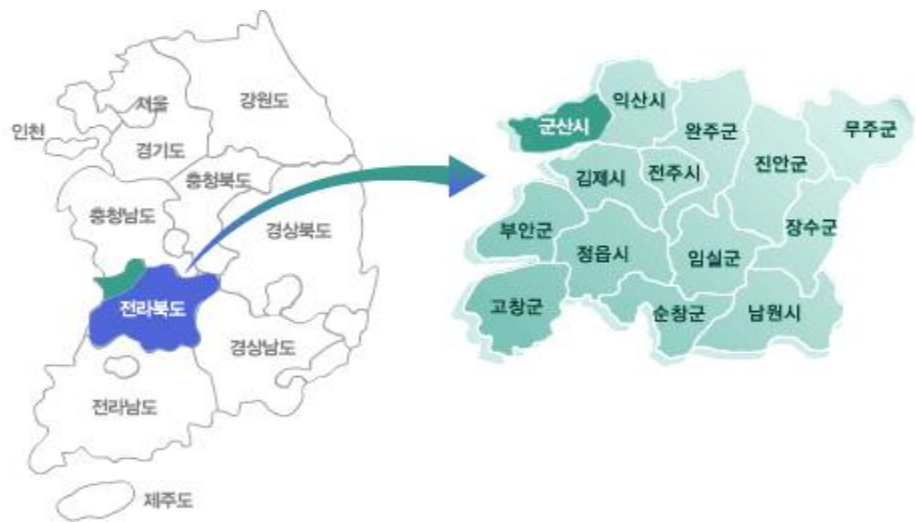 서울
강원도
인천
경기도
충청북도
충청남도
경상북도
전라북도
경상남도
전라남도
제주도
익산시
군산시
완주군
무주군
김제시
전주시
진안군
부안군
정읍시
임실군
장수군
고창군
순창군
남원시